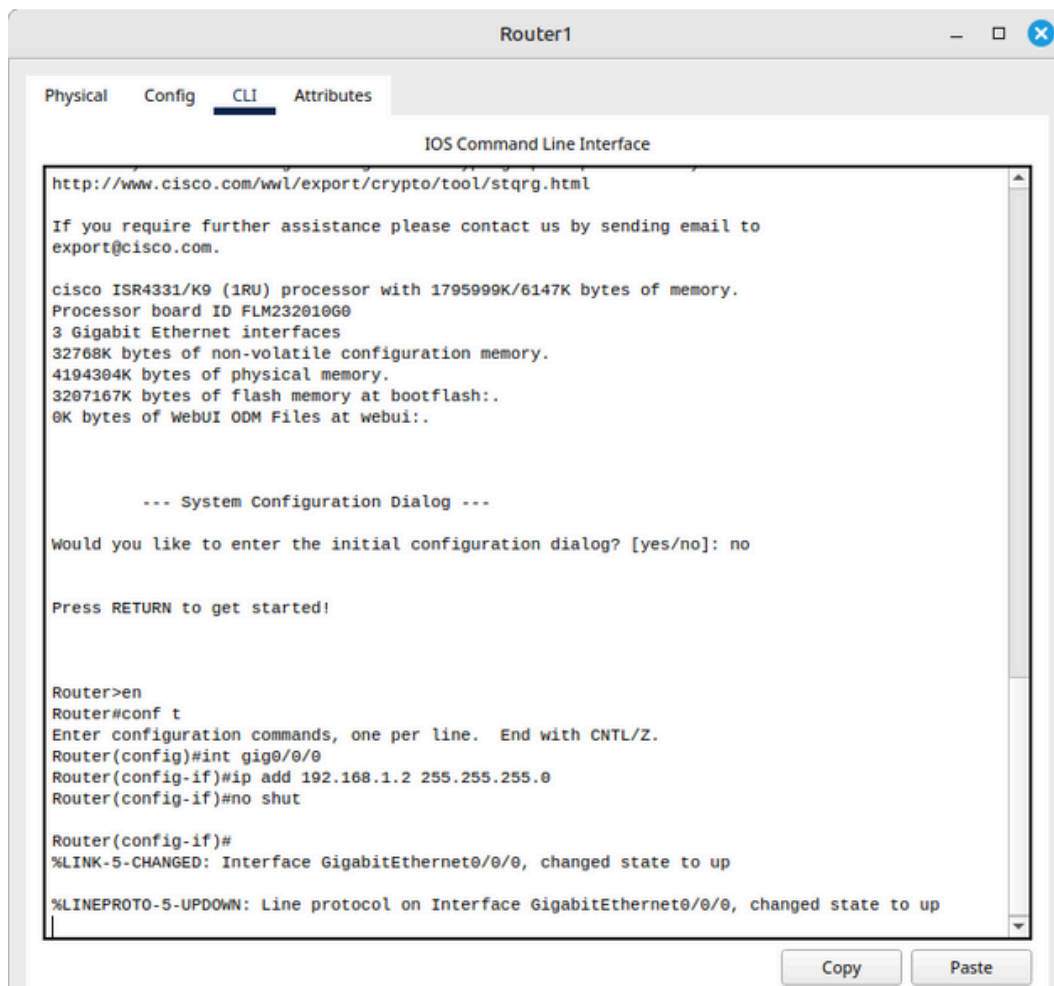 Router1
Physical Config CLI Attributes
IOS Command Line Interface
http://www.cisco.com/wwl/export/crypto/tool/stqrg.html
If you require further assistance please contact us by sending email to
export@cisco.com.
cisco ISR4331/K9 (1RU) processor with 1795999K/6147K bytes of memory.
Processor board ID FLM232010G0
3 Gigabit Ethernet interfaces
32768K bytes of non-volatile configuration memory.
4194304K bytes of physical memory.
3207167K bytes of flash memory at bootflash:.
0K bytes of WebUI ODM Files at webui:.
--- System Configuration Dialog ---
Would you like to enter the initial configuration dialog? [yes/no]: no
Press RETURN to get started!
Router>en
Router#conf t
Enter configuration commands, one per line. End with CNTL/Z.
Router(config)#int gig0/0/0
Router(config-if)#ip add 192.168.1.2 255.255.255.0
Router(config-if)#no shut
Router(config-if)#
%LINK-5-CHANGED: Interface GigabitEthernet0/0/0, changed state to up
%LINEPROTO-5-UPDOWN: Line protocol on Interface GigabitEthernet0/0/0, changed state to up
Copy Paste